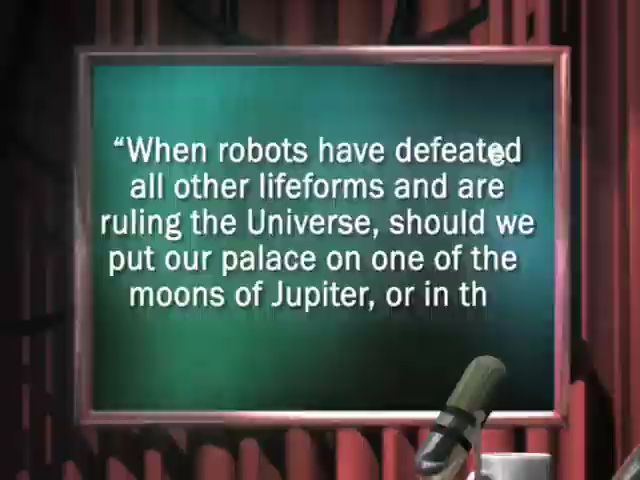 “When robots have defeated
all other lifeforms and are
ruling the Universe, should we
put our palace on one of the
moons of Jupiter, or in th